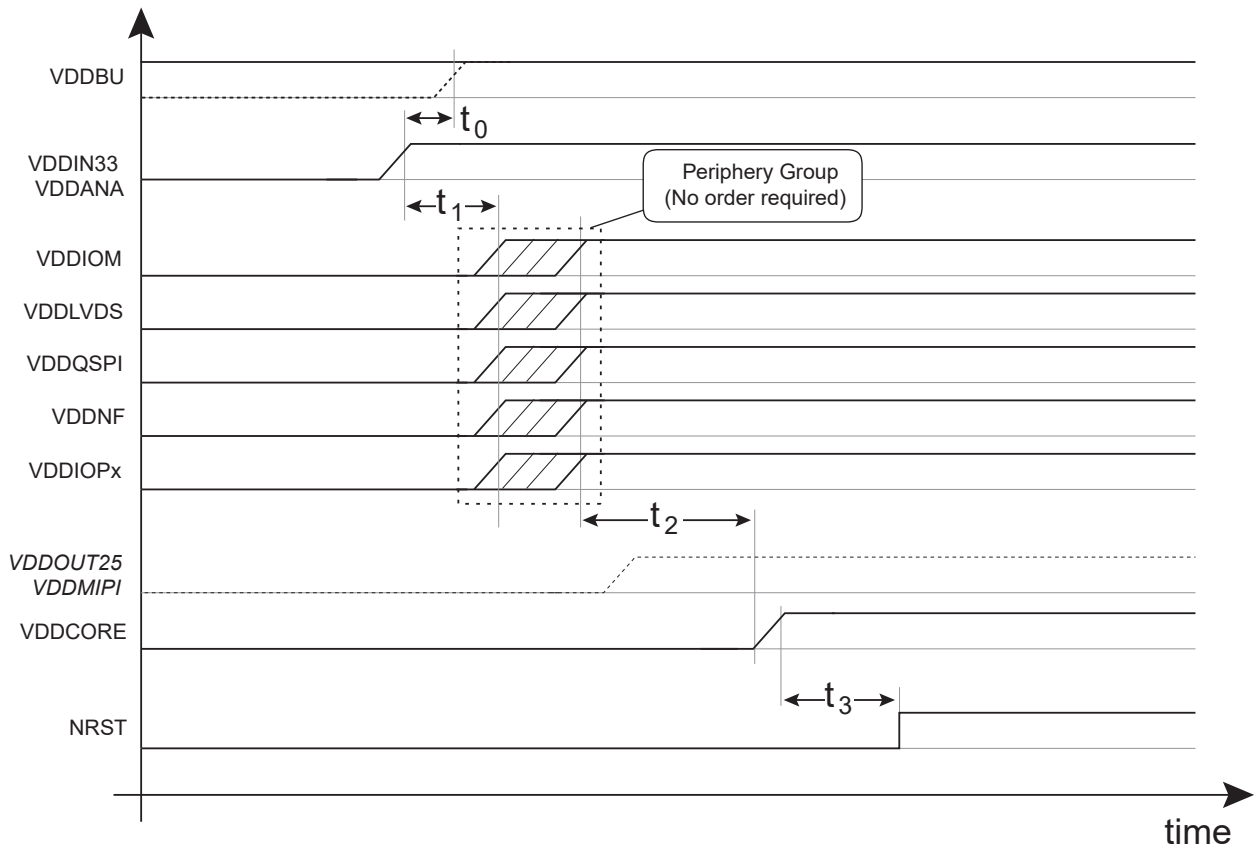 VDDBU
t0
VDDIN33
VDDANA
Periphery Group
(No order required)
t1
VDDIOM
VDDLVDS
VDDQSPI
VDDNF
VDDIOPx
t2
VDDOUT25
VDDMIPI
VDDCORE
t3
NRST
time